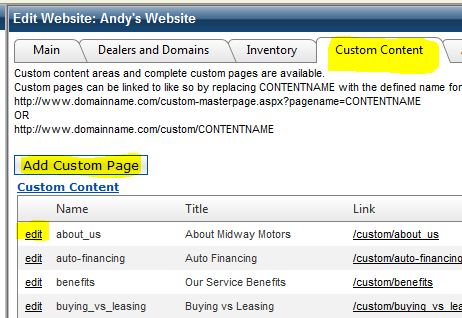 Edit Website: Andy's Website
Main Dealers and Domains Inventory Custom Content
Custom content areas and complete custom pages are available.
Custom pages can be linked to like so by replacing CONTENTNAME with the defined name for
http://www.domainname.com/custom-masterpage.aspx?pagename=CONTENTNAME
OR
http://www.domainname.com/custom/CONTENTNAME
Add Custom Page
Custom Content
Name Title Link
edit about_us About Midway Motors /custom/about_us
edit auto-financing Auto Financing /custom/auto-financing
edit benefits Our Service Benefits /custom/benefits
edit buying_vs_leasing Buying vs Leasing /custom/buying_vs_leas